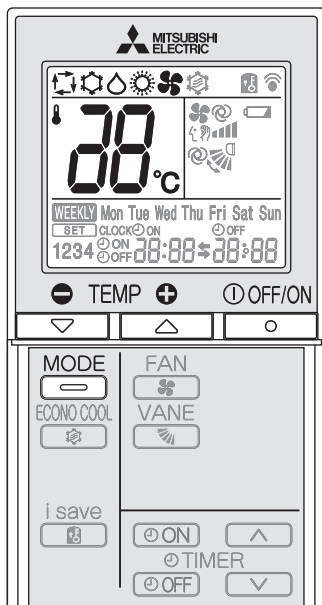 MITSUBISHI
ELECTRIC
88°C
WEEKLY Mon Tue Wed Thu Fri Sat Sun
SET CLOCK ON OFF
1234 ON OFF 88:88 88:88
TEMP OFF/ON
MODE FAN
ECONO COOL VANE
i save
ON
TIMER
OFF